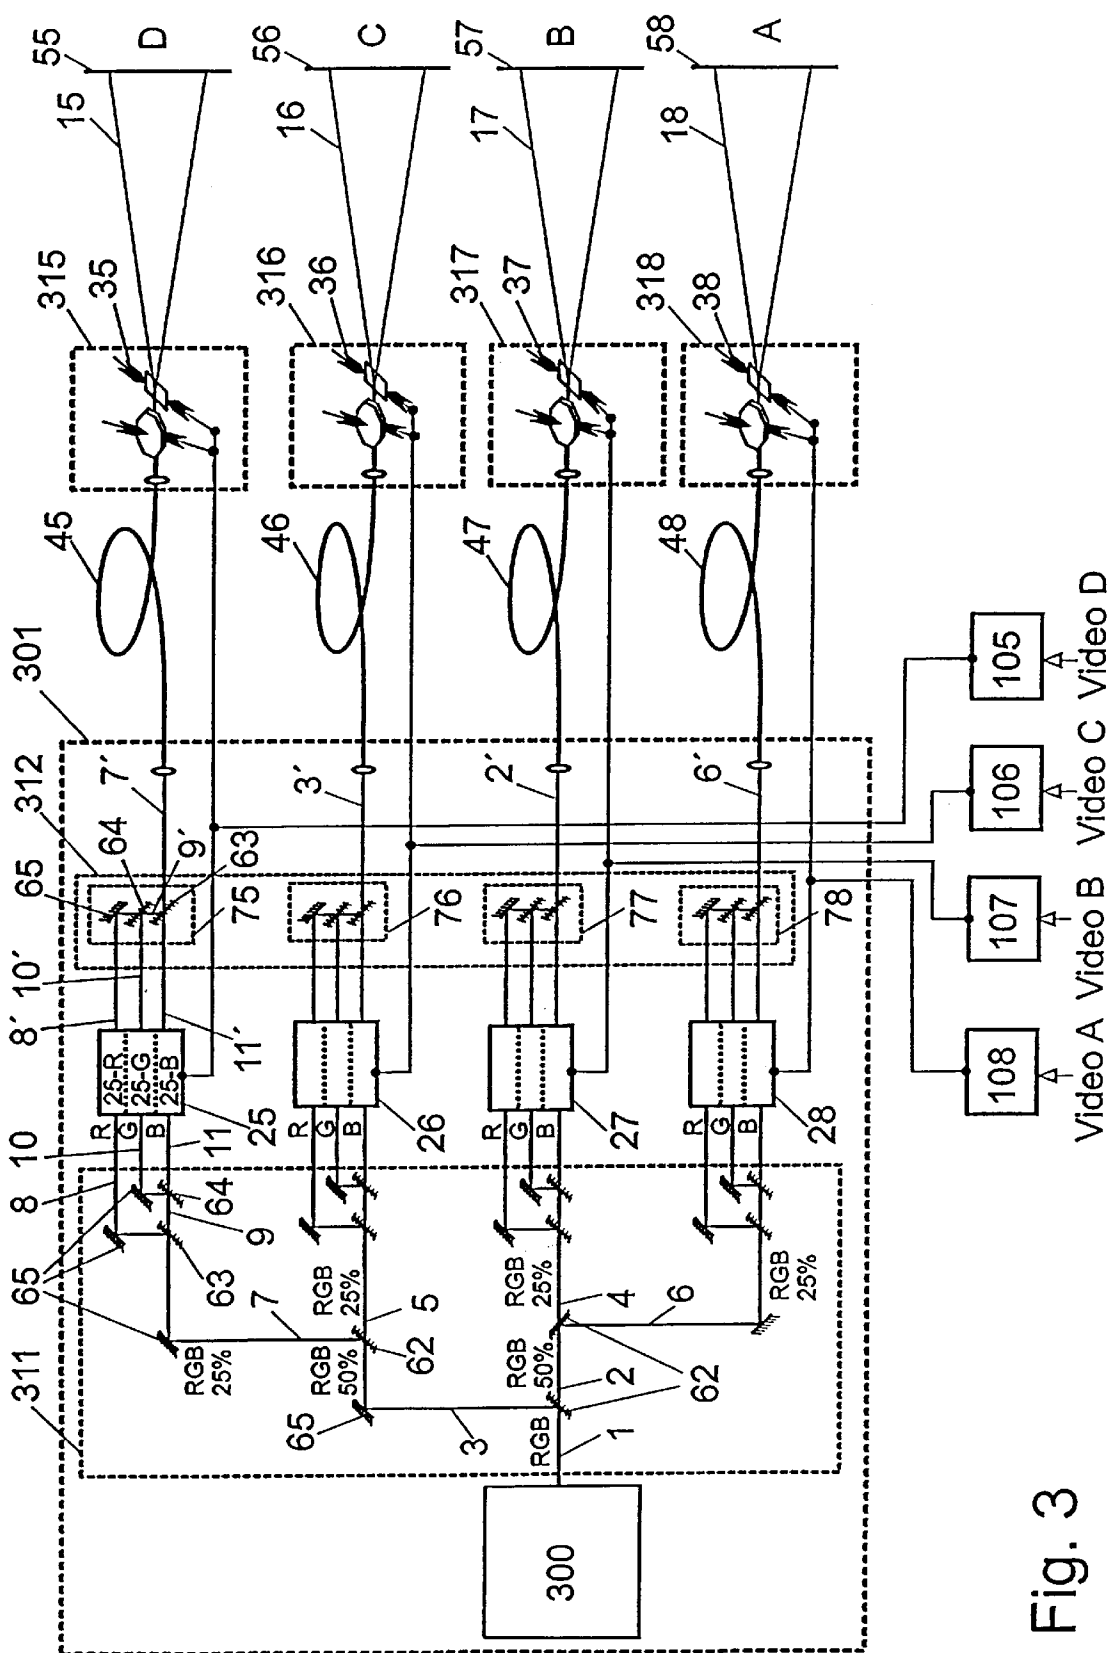 55
D
56
C
57
B
58
A
15
16
17
18
315
35
316
36
317
37
318
38
45
46
47
48
301
312
7′
3′
2′
6′
65
64
9′
63
75
76
77
78
8′
10′
11′
25-R
25-G
25-B
25
26
27
28
R
G
B
R
G
B
R
G
B
R
G
B
10
8
11
64
9
63
65
311
7
RGB
25%
RGB
25%
5
62
RGB
50%
65
3
RGB
25%
4
6
RGB
25%
RGB
50%
2
62
RGB
1
300
105
106
107
108
Video D
Video C
Video B
Video A
Fig. 3